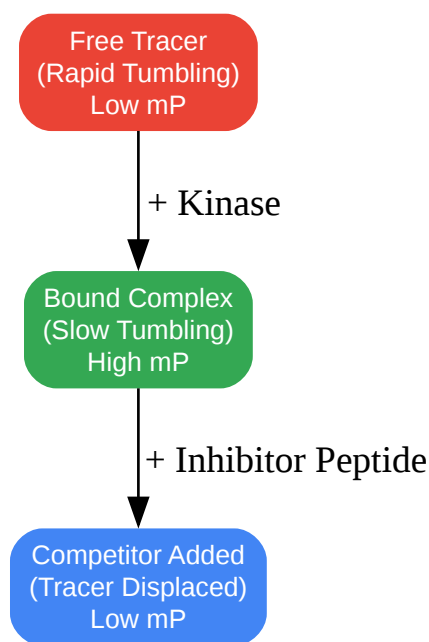 Free Tracer
(Rapid Tumbling)
Low mP
+ Kinase
Bound Complex
(Slow Tumbling)
High mP
+ Inhibitor Peptide
Competitor Added
(Tracer Displaced)
Low mP